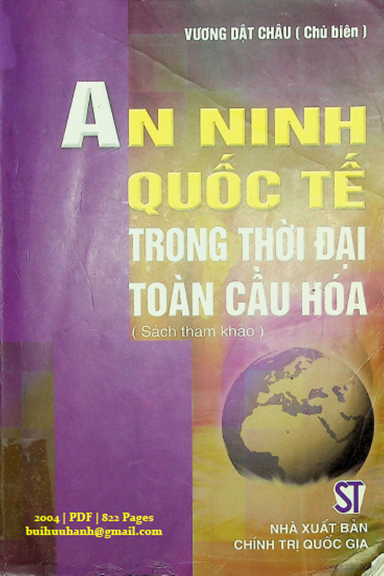 VƯƠNG DẬT CHÂU ( Chủ biên )
AN NINH
QUỐC TẾ
TRONG THỜI ĐẠI
TOÀN CẦU HÓA
( Sách tham khảo )
ST
NHÀ XUẤT BẢN
CHÍNH TRỊ QUỐC GIA
2004 | PDF | 822 Pages
buihuuhanh@gmail.com